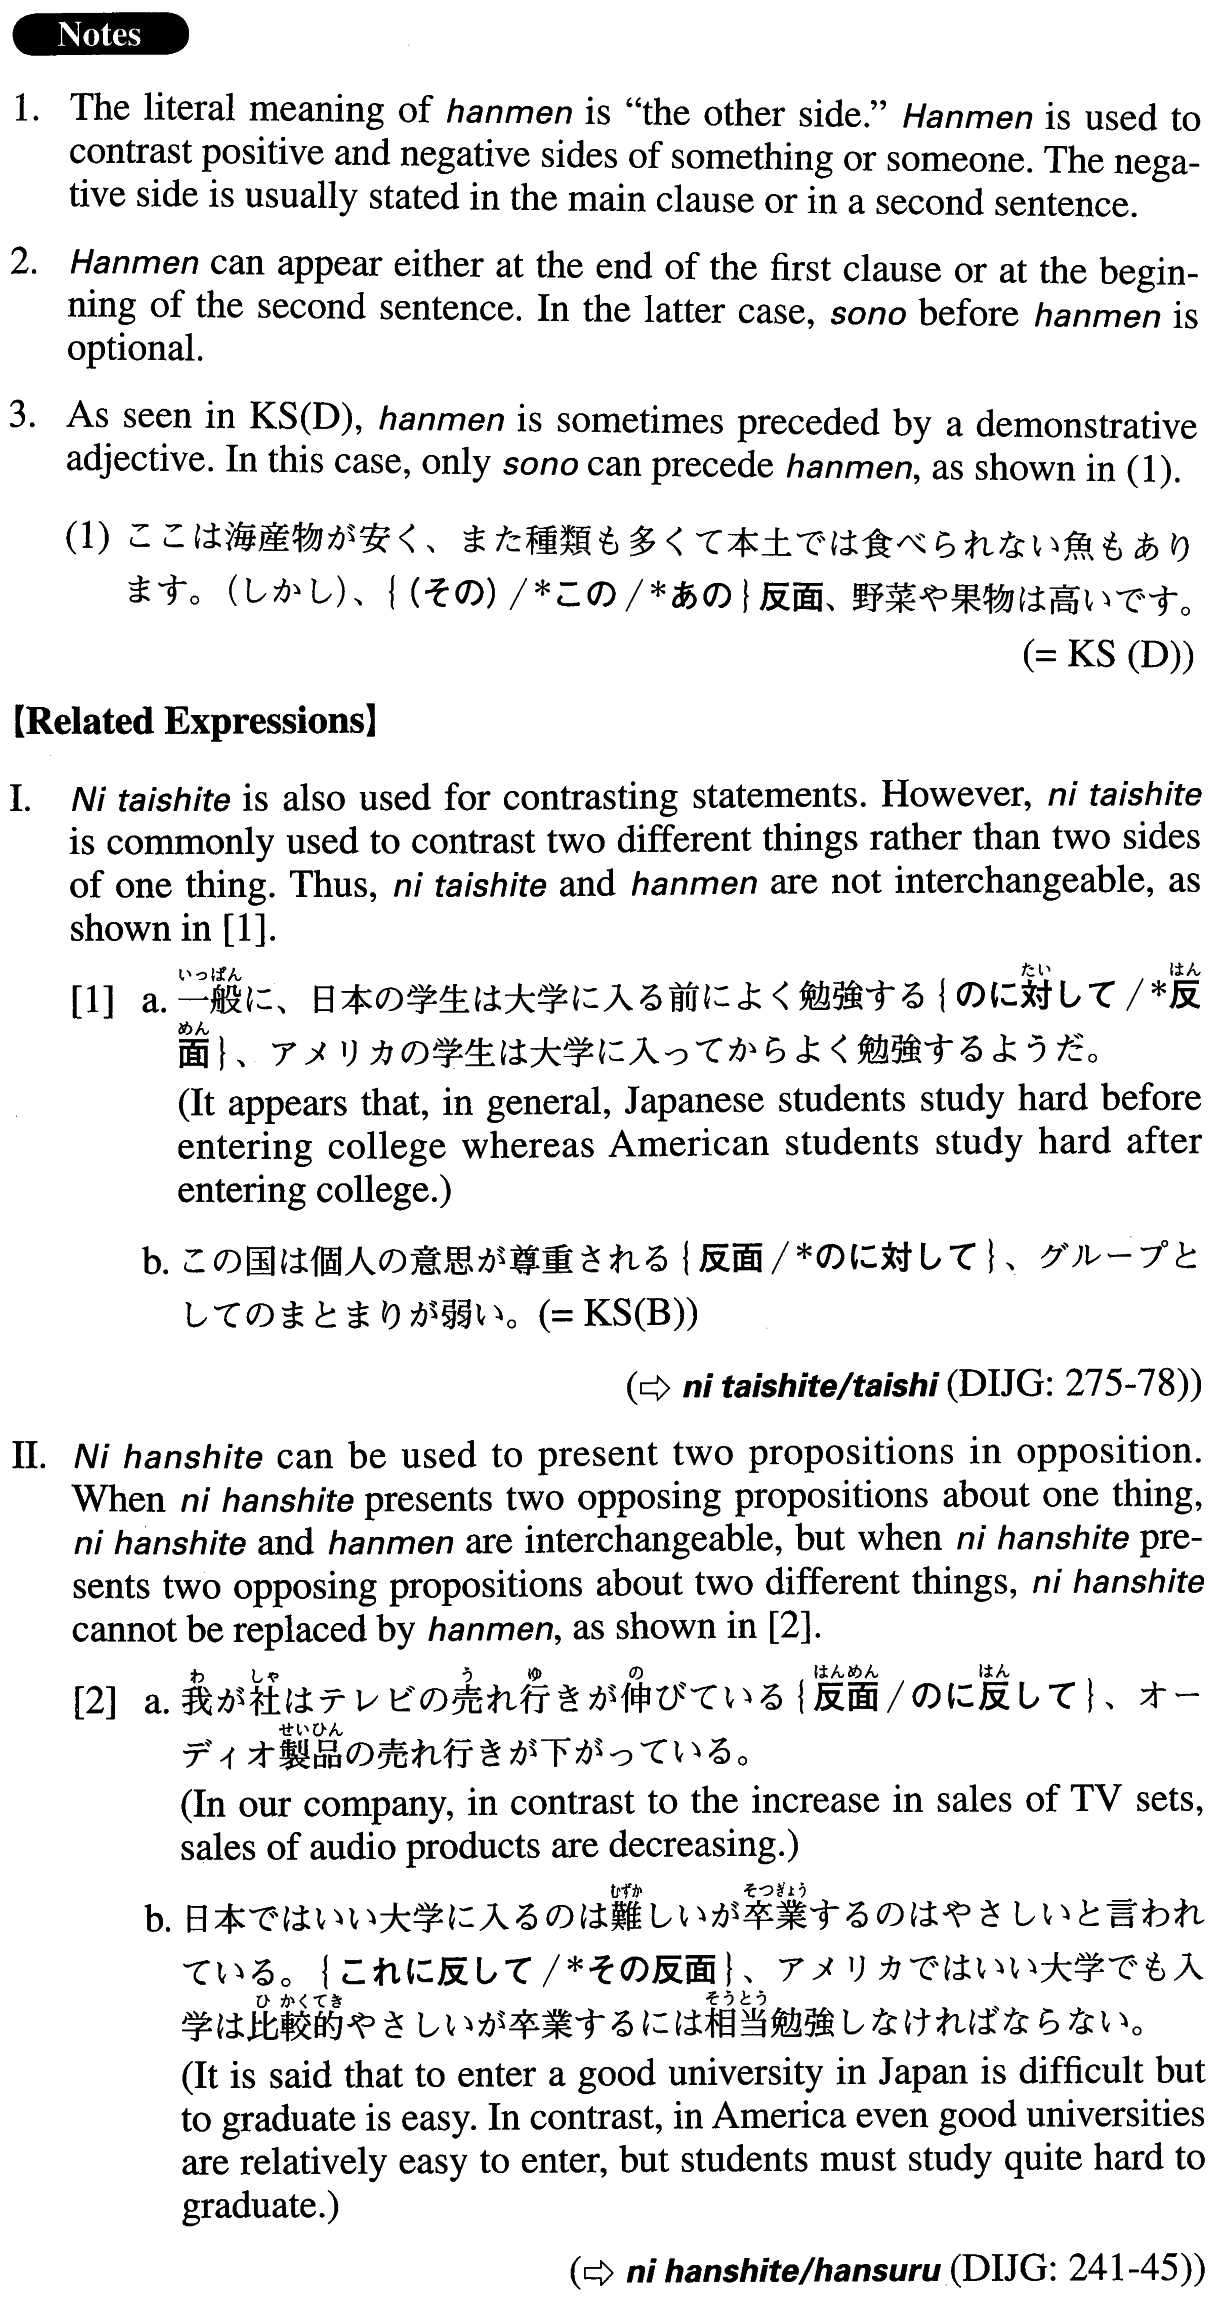 Notes
1. The literal meaning of hanmen is “the other side.” Hanmen is used to
contrast positive and negative sides of something or someone. The nega-
tive side is usually stated in the main clause or in a second sentence.
2. Hanmen can appear either at the end of the first clause or at the begin-
ning of the second sentence. In the latter case, sono before hanmen is
optional.
3. As seen in KS(D), hanmen is sometimes preceded by a demonstrative
adjective. In this case, only sono can precede hanmen, as shown in (1).
(1) ここは海産物が安く、また種類も多くて本土では食べられない魚もあり
ます。(しかし)、{(その) / *この / *あの} 反面、野菜や果物は高いです。
(= KS (D))
【Related Expressions】
I. Ni taishite is also used for contrasting statements. However, ni taishite
is commonly used to contrast two different things rather than two sides
of one thing. Thus, ni taishite and hanmen are not interchangeable, as
shown in [1].
いっぱん たい はん
[1] a. 一般に、日本の学生は大学に入る前によく勉強する {のに対して / *反
めん
面}、アメリカの学生は大学に入ってからよく勉強するようだ。
(It appears that, in general, Japanese students study hard before
entering college whereas American students study hard after
entering college.)
b. この国は個人の意思が尊重される {反面 / *のに対して}、グループと
してのまとまりが弱い。(= KS(B))
(⇨ ni taishite/taishi (DIJG: 275-78))
II. Ni hanshite can be used to present two propositions in opposition.
When ni hanshite presents two opposing propositions about one thing,
ni hanshite and hanmen are interchangeable, but when ni hanshite pre-
sents two opposing propositions about two different things, ni hanshite
cannot be replaced by hanmen, as shown in [2].
わ しゃ う ゆ の はんめん はん
[2] a. 我が社はテレビの売れ行きが伸びている {反面 / のに反して}、オー
せいひん
ディオ製品の売れ行きが下がっている。
(In our company, in contrast to the increase in sales of TV sets,
sales of audio products are decreasing.)
むずか そつぎょう
b. 日本ではいい大学に入るのは難しいが卒業するのはやさしいと言われ
ている。{これに反して / *その反面}、アメリカではいい大学でも入
ひ かくてき そうとう
学は比較的やさしいが卒業するには相当勉強しなければならない。
(It is said that to enter a good university in Japan is difficult but
to graduate is easy. In contrast, in America even good universities
are relatively easy to enter, but students must study quite hard to
graduate.)
(⇨ ni hanshite/hansuru (DIJG: 241-45))